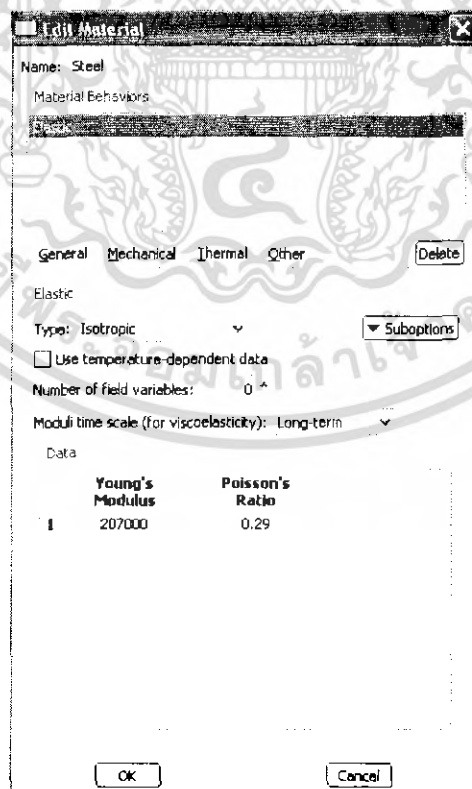 Edit Material
Name: Steel
Material Behaviors
Elastic
General Mechanical Thermal Other Delete
Elastic
Type: Isotropic Suboptions
Use temperature-dependent data
Number of field variables: 0
Moduli time scale (for viscoelasticity): Long-term
Data
Young's Modulus Poisson's Ratio
1 207000 0.29
OK Cancel